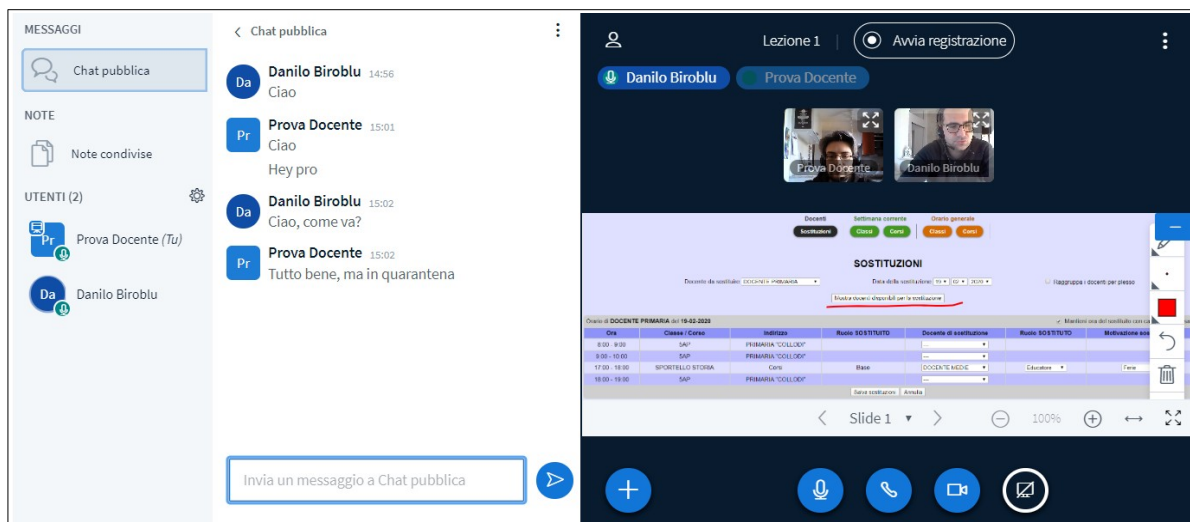 MESSAGGI
Chat pubblica
NOTE
Note condivise
UTENTI (2)
Pr
Prova Docente (Tu)
Da
Danilo Biroblu
Chat pubblica
Da
Danilo Biroblu 14:56
Ciao
Pr
Prova Docente 15:01
Ciao
Hey pro
Da
Danilo Biroblu 15:02
Ciao, come va?
Pr
Prova Docente 15:02
Tutto bene, ma in quarantena
Invia un messaggio a Chat pubblica
Lezione 1
Avvia registrazione
Danilo Biroblu
Prova Docente
Prova Docente
Danilo Biroblu
Docenti Settimana corrente Orario generale
Sostituzioni Classi Corsi Classi Corsi
SOSTITUZIONI
Docente da sostituire DOCENTE PRIMARIA Data della sostituzione 19 02 2020 Raggruppa i docenti per plesso
Mostra docenti disponibili per la sostituzione
Orario di DOCENTE PRIMARIA del 19-02-2020 Mantieni ora del sostituito con
Ora Classe / Corso Indirizzo Ruolo SOSTITUITO Docente di sostituzione Ruolo SOSTITUTO Motivazione
8:00 - 9:00 5AP PRIMARIA "COLLODI" ---
9:00 - 10:00 5AP PRIMARIA "COLLODI" ---
17:00 - 18:00 SPORTELLO STORIA Corso Base DOCENTE MEDIE Educatore Ferie
18:00 - 19:00 5AP PRIMARIA "COLLODI" ---
Salva sostituzioni Annulla
Slide 1
100%